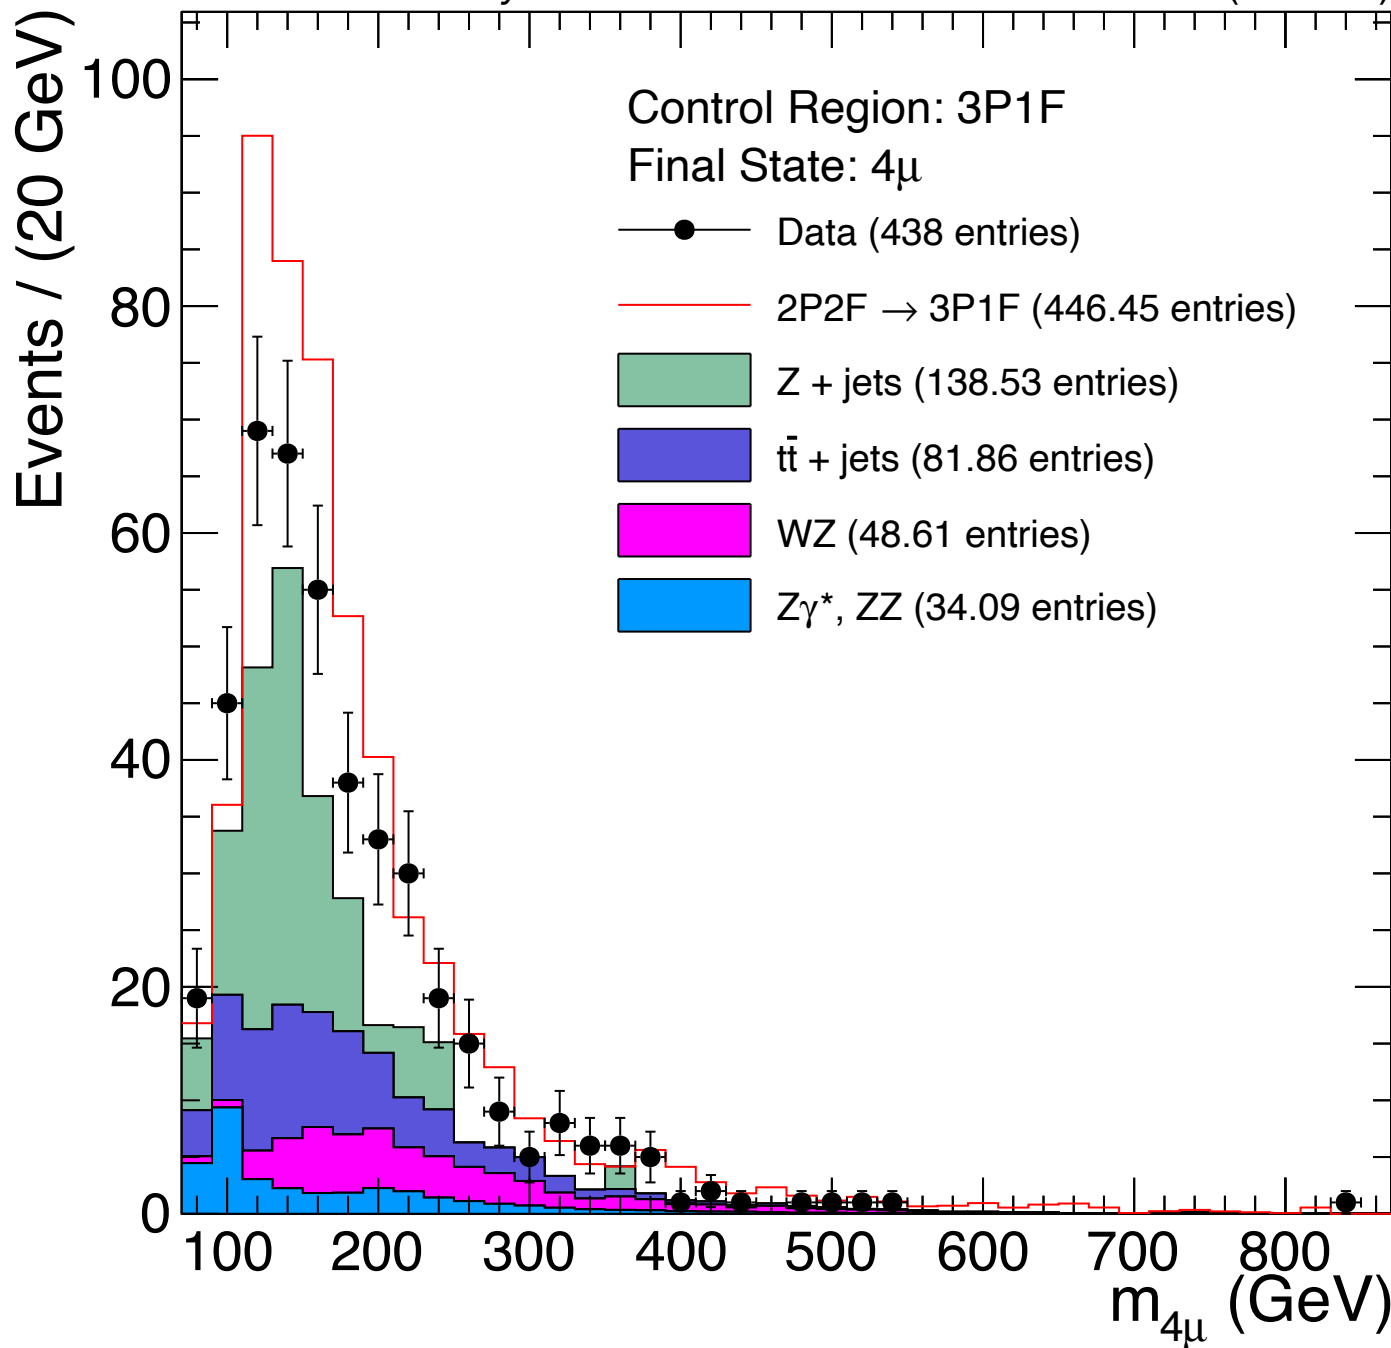 Events / (20 GeV)
100
80
60
40
20
0
Control Region: 3P1F
Final State: 4μ
Data (438 entries)
2P2F → 3P1F (446.45 entries)
Z + jets (138.53 entries)
tt̄ + jets (81.86 entries)
WZ (48.61 entries)
Zγ*, ZZ (34.09 entries)
100 200 300 400 500 600 700 800
m4μ (GeV)